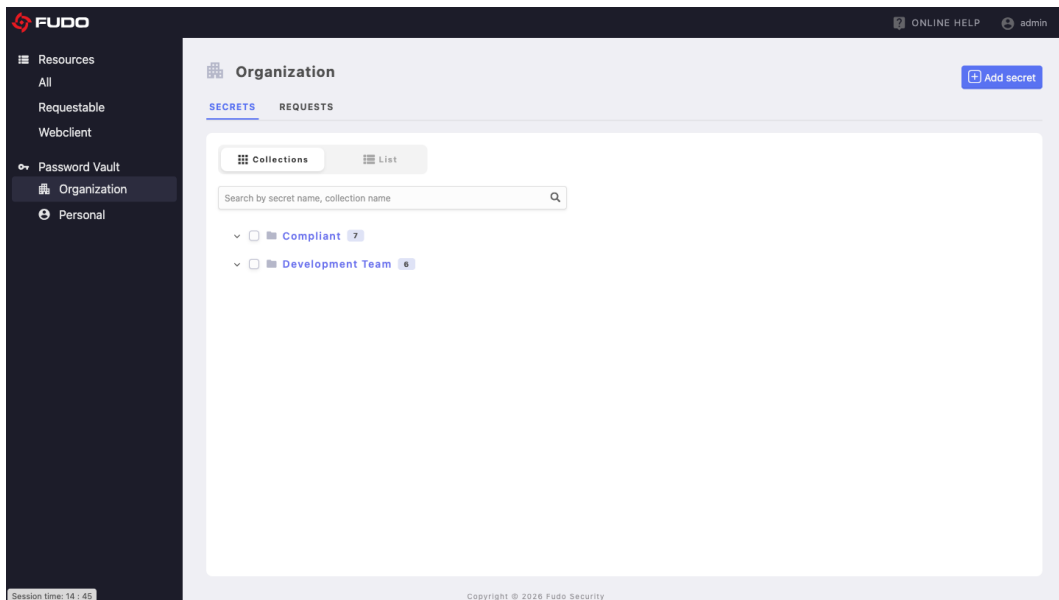 FUDO
ONLINE HELP
admin
Resources
All
Requestable
Webclient
Password Vault
Organization
Personal
Session time: 14 : 45
Organization
Add secret
SECRETS
REQUESTS
Collections
List
Search by secret name, collection name
Compliant 7
Development Team 6
Copyright © 2026 Fudo Security